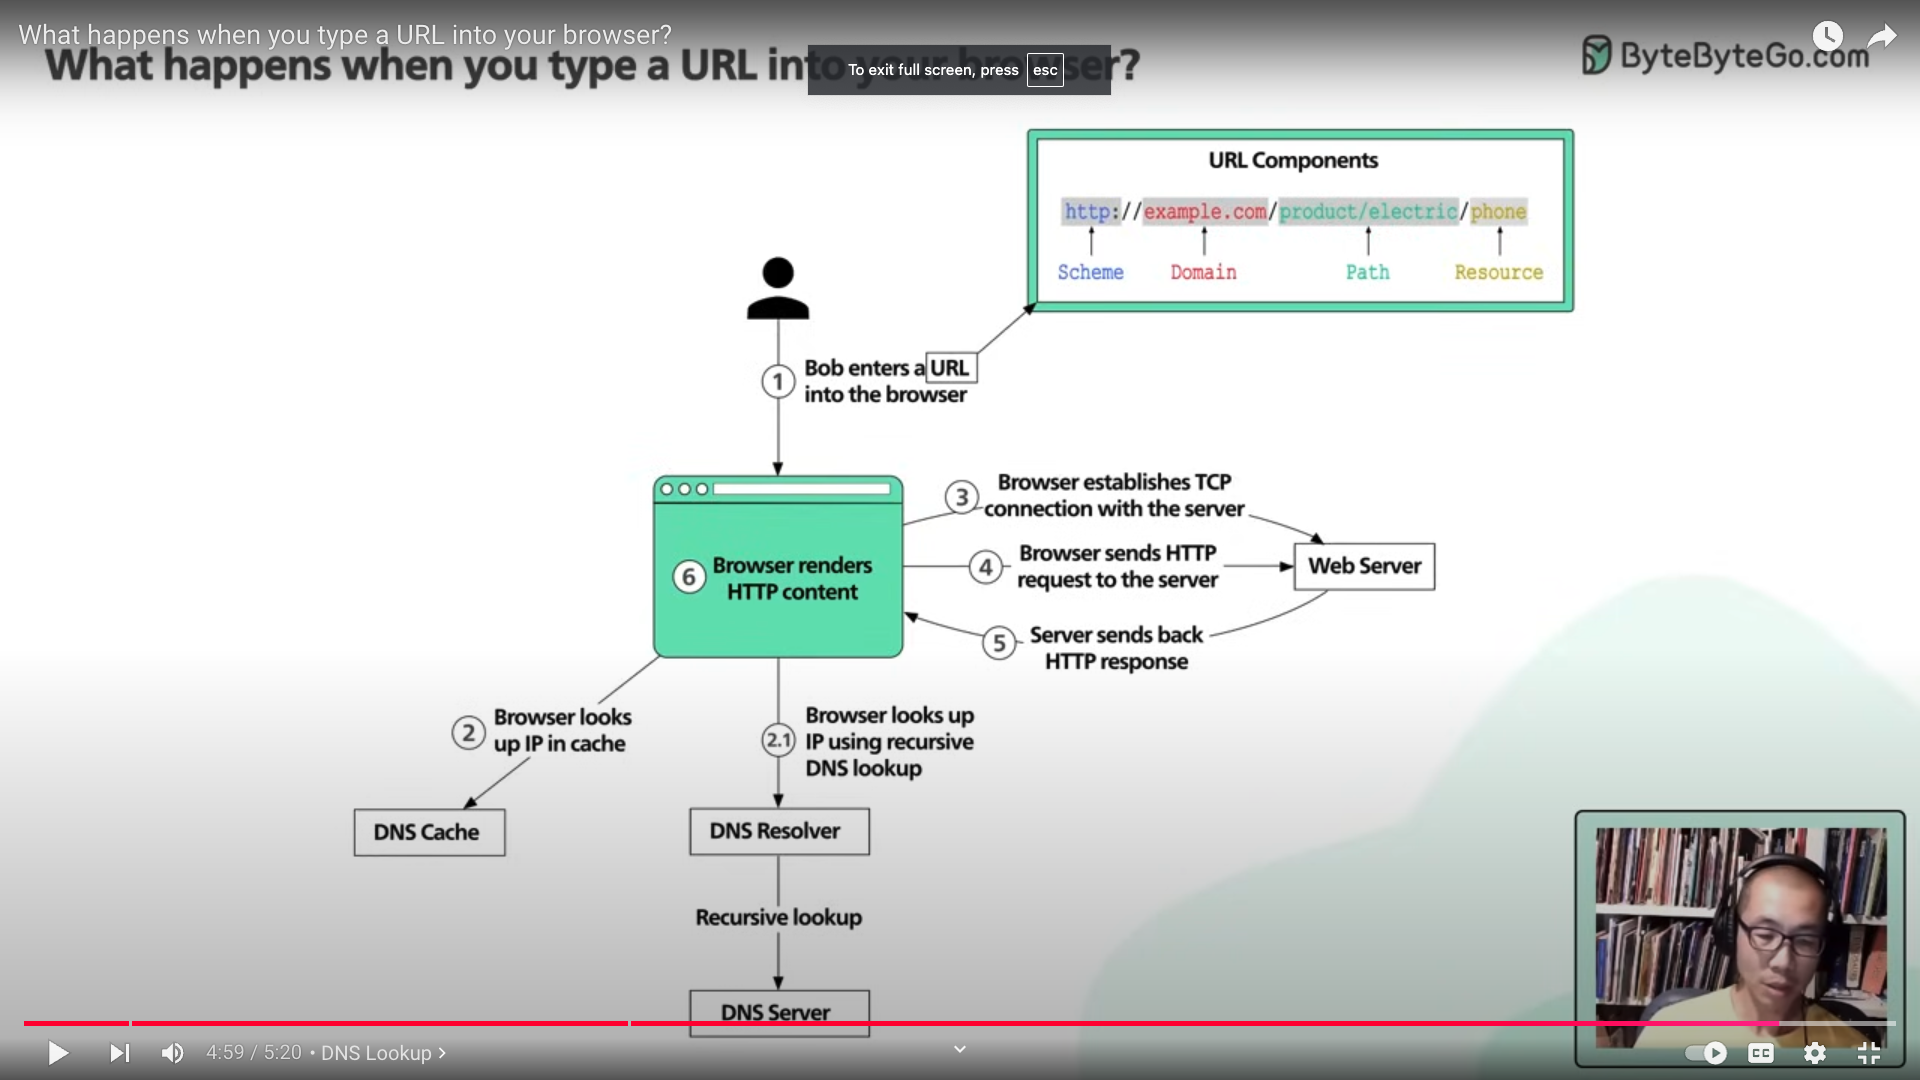 What happens when you type a URL into your browser?
What happens when you type a URL into your browser?
To exit full screen, press esc
ByteByteGo.com
URL Components
http://example.com/product/electric/phone
Scheme Domain Path Resource
1 Bob enters a URL
into the browser
3 Browser establishes TCP
connection with the server
4 Browser sends HTTP
request to the server
Web Server
6 Browser renders
HTTP content
5 Server sends back
HTTP response
2 Browser looks
up IP in cache
2.1 Browser looks up
IP using recursive
DNS lookup
DNS Cache
DNS Resolver
Recursive lookup
DNS Server
4:59 / 5:20 • DNS Lookup >
CC